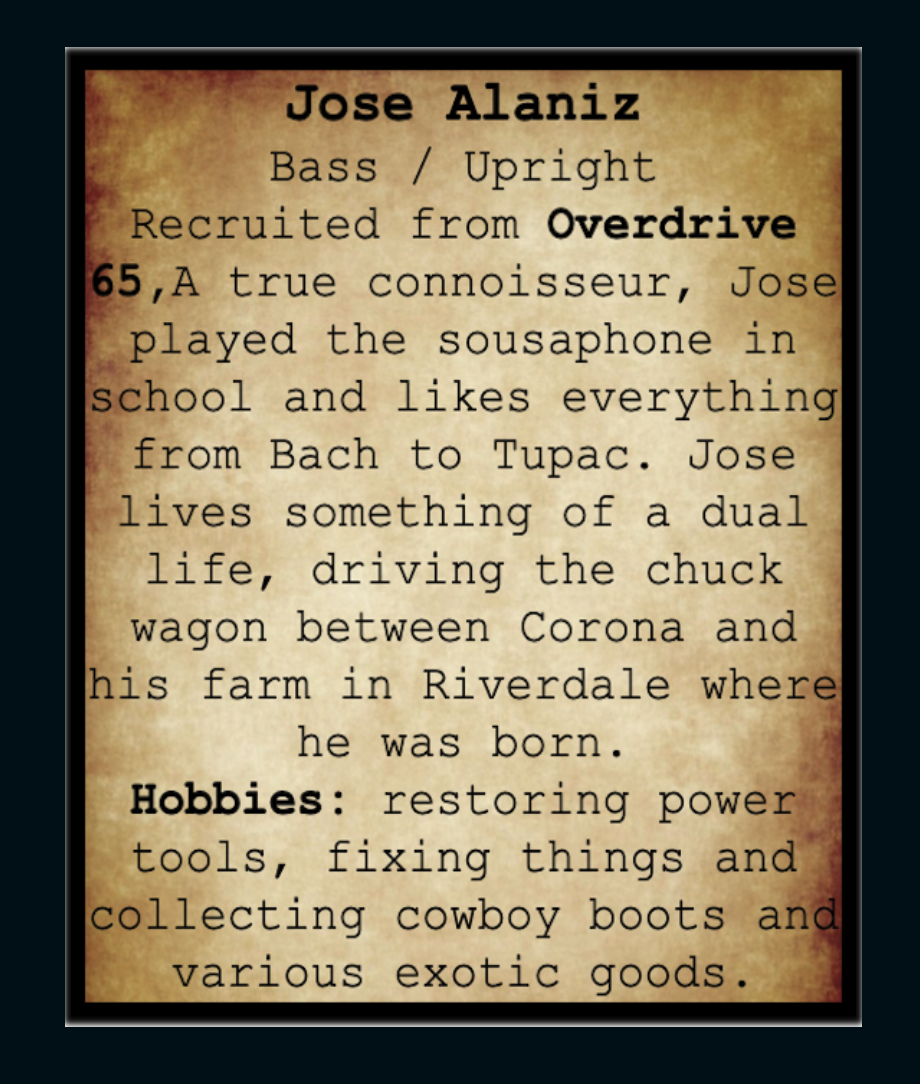 Jose Alaniz
Bass / Upright
Recruited from Overdrive
65,A true connoisseur, Jose
played the sousaphone in
school and likes everything
from Bach to Tupac. Jose
lives something of a dual
life, driving the chuck
wagon between Corona and
his farm in Riverdale where
he was born.
Hobbies: restoring power
tools, fixing things and
collecting cowboy boots and
various exotic goods.